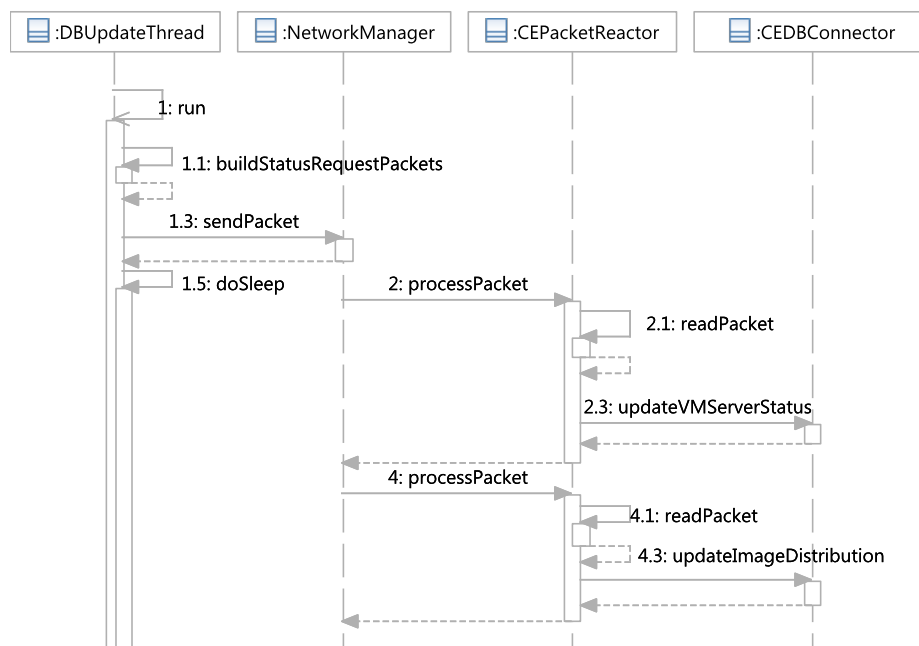 :DBUpdateThread
:NetworkManager
:CEPacketReactor
:CEDBConnector
1: run
1.1: buildStatusRequestPackets
1.3: sendPacket
1.5: doSleep
2: processPacket
2.1: readPacket
2.3: updateVMServerStatus
4: processPacket
4.1: readPacket
4.3: updateImageDistribution